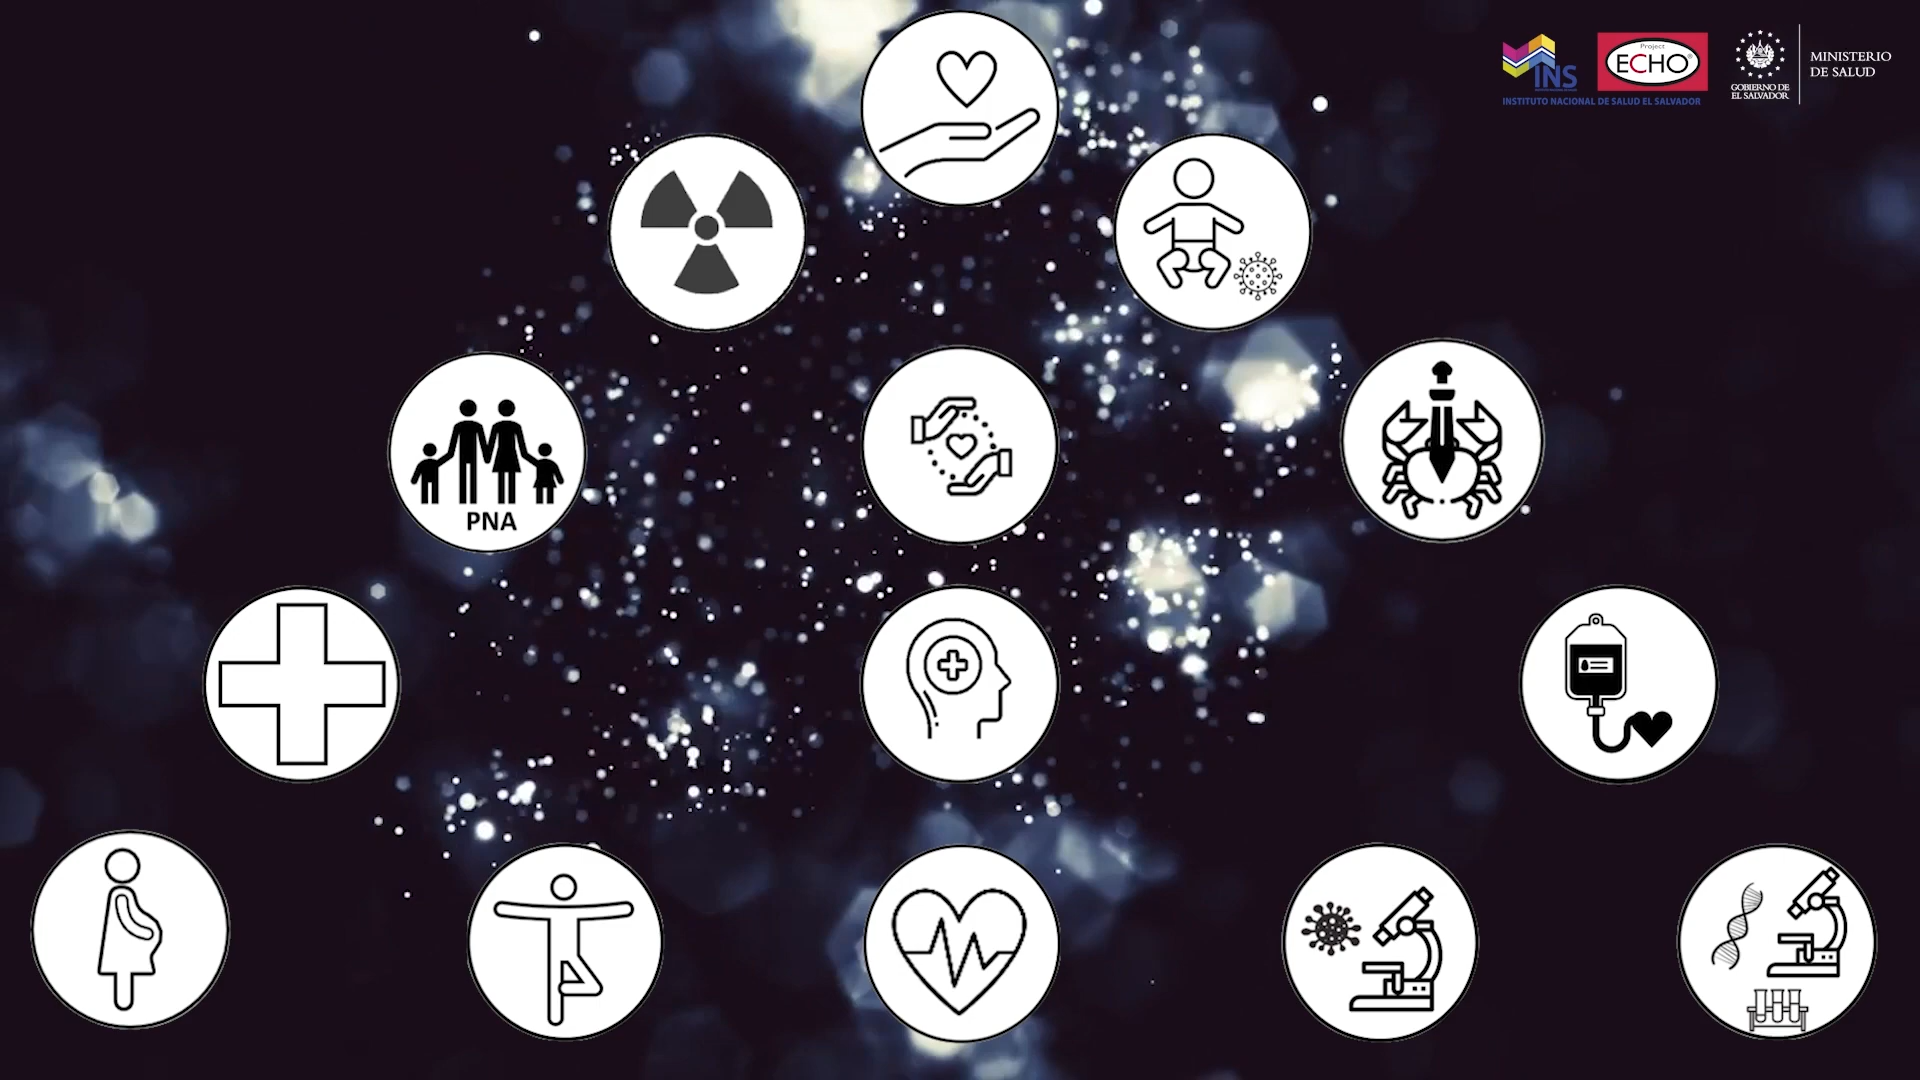 INS
INSTITUTO NACIONAL DE SALUD EL SALVADOR
Project
ECHO®
GOBIERNO DE
EL SALVADOR
MINISTERIO
DE SALUD
PNA